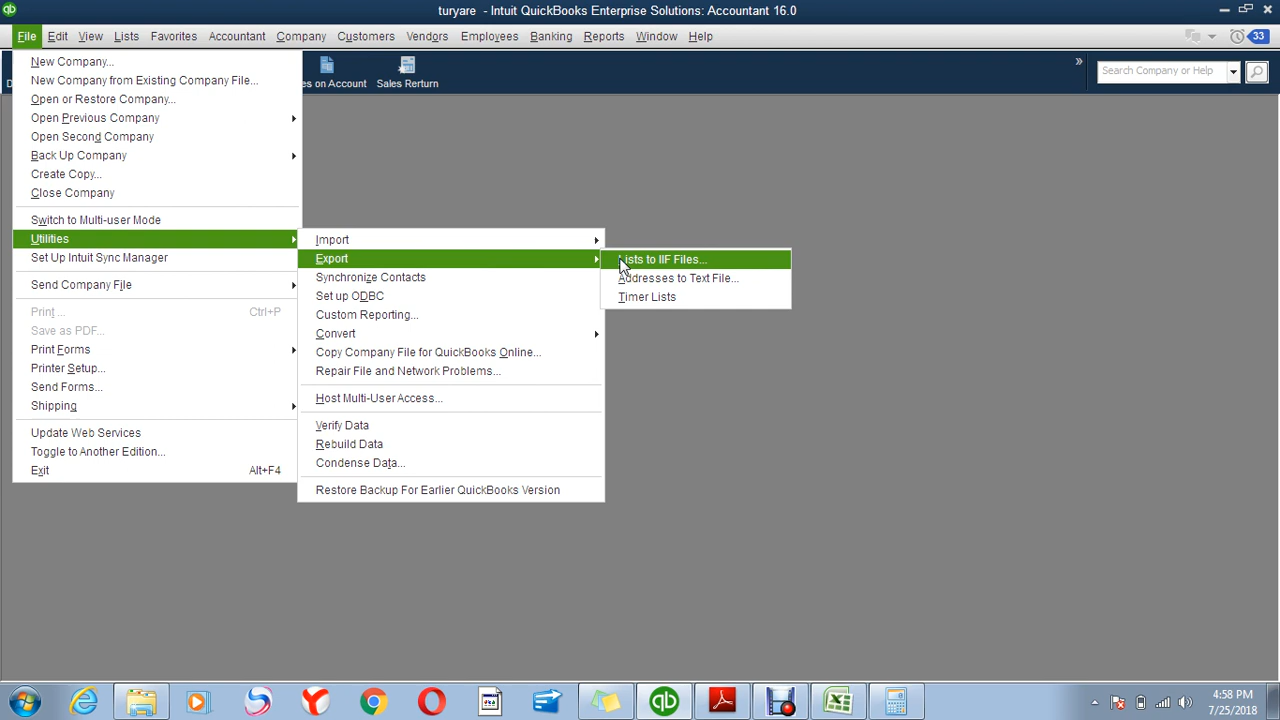 turyare - Intuit QuickBooks Enterprise Solutions: Accountant 16.0
File Edit View Lists Favorites Accountant Company Customers Vendors Employees Banking Reports Window Help 33
es on Account Sales Rerturn » Search Company or Help
New Company...
New Company from Existing Company File...
Open or Restore Company...
Open Previous Company
Open Second Company
Back Up Company
Create Copy...
Close Company
Switch to Multi-user Mode
Utilities
Set Up Intuit Sync Manager
Send Company File
Print ... Ctrl+P
Save as PDF...
Print Forms
Printer Setup...
Send Forms...
Shipping
Update Web Services
Toggle to Another Edition...
Exit Alt+F4
Import
Export
Synchronize Contacts
Set up ODBC
Custom Reporting...
Convert
Copy Company File for QuickBooks Online...
Repair File and Network Problems...
Host Multi-User Access...
Verify Data
Rebuild Data
Condense Data...
Restore Backup For Earlier QuickBooks Version
Lists to IIF Files...
Addresses to Text File...
Timer Lists
4:58 PM
7/25/2018